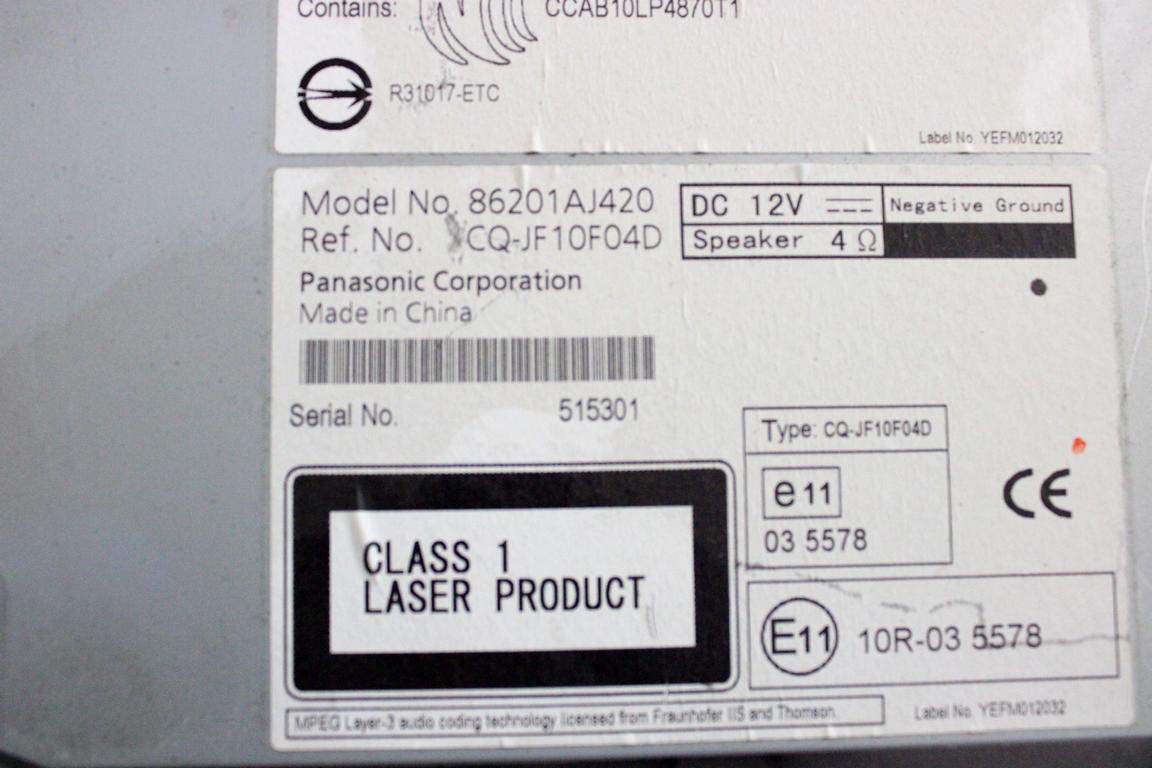 Contains:
CCAB10LP4870T1
R31017-ETC
Label No. YEFM012032
Model No. 86201AJ420
Ref. No. CQ-JF10F04D
DC 12V
Negative Ground
Speaker 4 Ω
Panasonic Corporation
Made in China
Serial No. 515301
Type: CQ-JF10F04D
e11
03 5578
CE
CLASS 1
LASER PRODUCT
E11 10R-03 5578
MPEG Layer-3 audio coding technology licensed from Fraunhofer IIS and Thomson.
Label No. YEFM012032